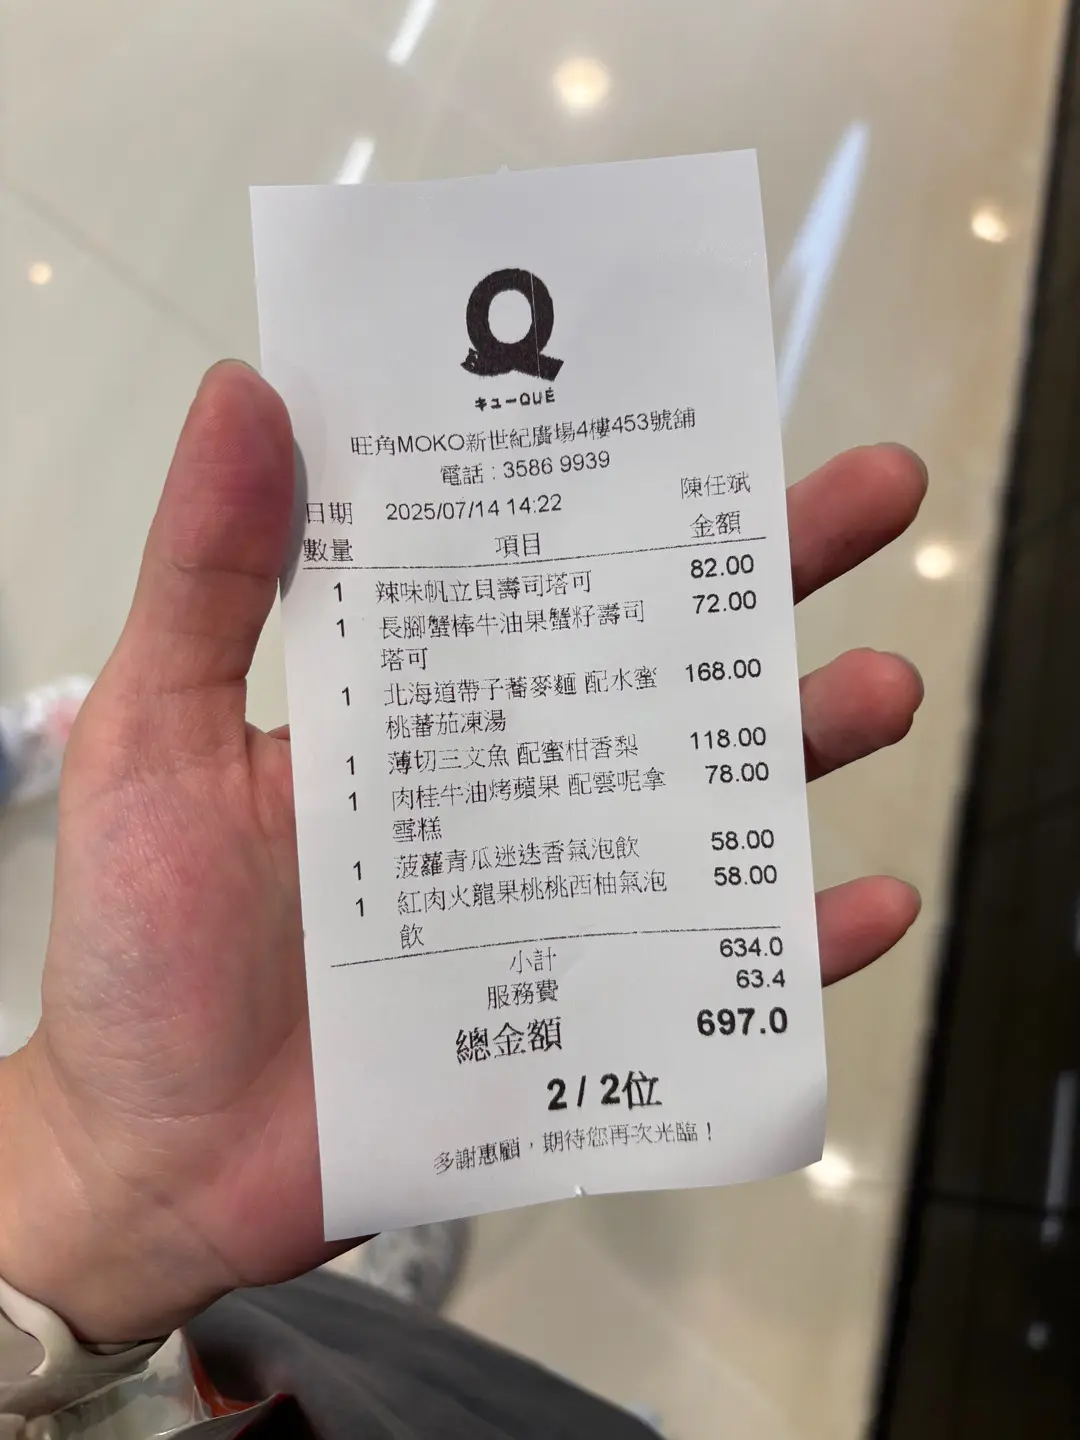 キューQUÉ
旺角MOKO新世紀廣場4樓453號舖
電話 : 3586 9939
陳任斌
日期 2025/07/14 14:22
數量 項目 金額
1 辣味帆立貝壽司塔可 82.00
1 長腳蟹棒牛油果蟹籽壽司 72.00
塔可
1 北海道帶子蕎麥麵 配水蜜 168.00
桃蕃茄凍湯
1 薄切三文魚 配蜜柑香梨 118.00
1 肉桂牛油烤蘋果 配雲呢拿 78.00
雪糕
1 菠蘿青瓜迷迭香氣泡飲 58.00
1 紅肉火龍果桃桃西柚氣泡 58.00
飲
小計 634.0
服務費 63.4
總金額 697.0
2 / 2位
多謝惠顧，期待您再次光臨！